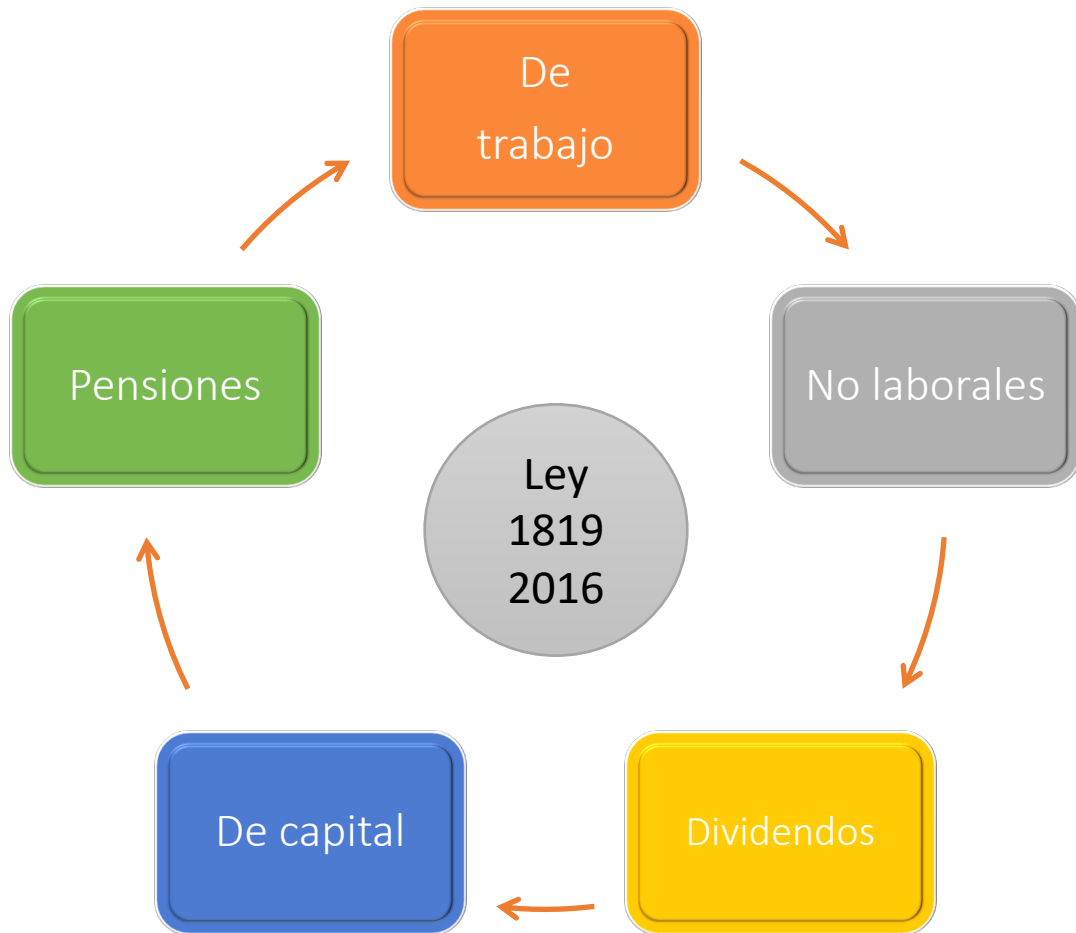 De
trabajo
No laborales
Dividendos
De capital
Pensiones
Ley
1819
2016